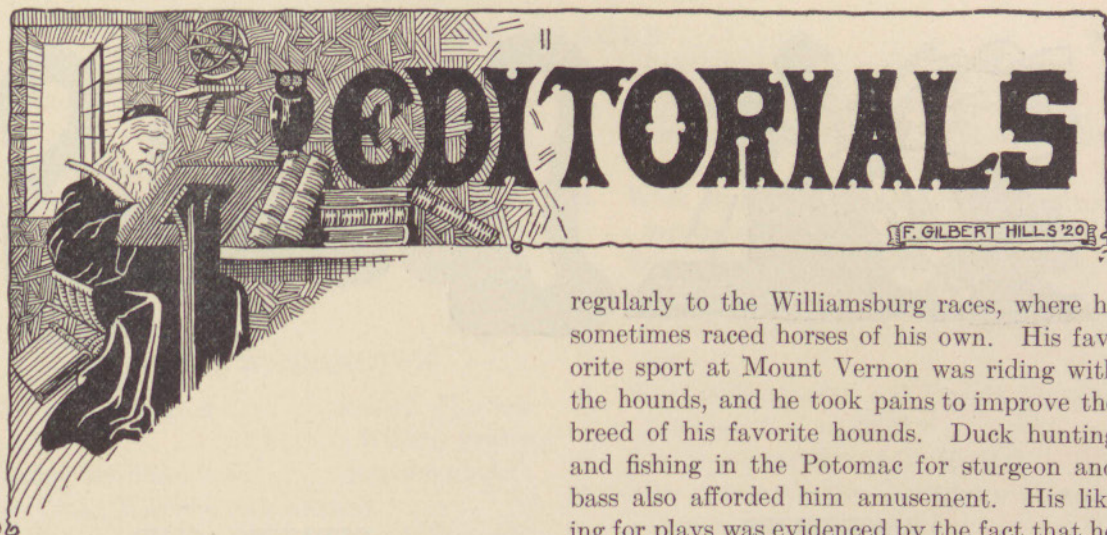 EDITORIALS
F. GILBERT HILLS '20
regularly to the Williamsburg races, where h
sometimes raced horses of his own. His fav
orite sport at Mount Vernon was riding with
the hounds, and he took pains to improve th
breed of his favorite hounds. Duck hunting
and fishing in the Potomac for sturgeon and
bass also afforded him amusement. His lik
ing for plays was evidenced by the fact that he